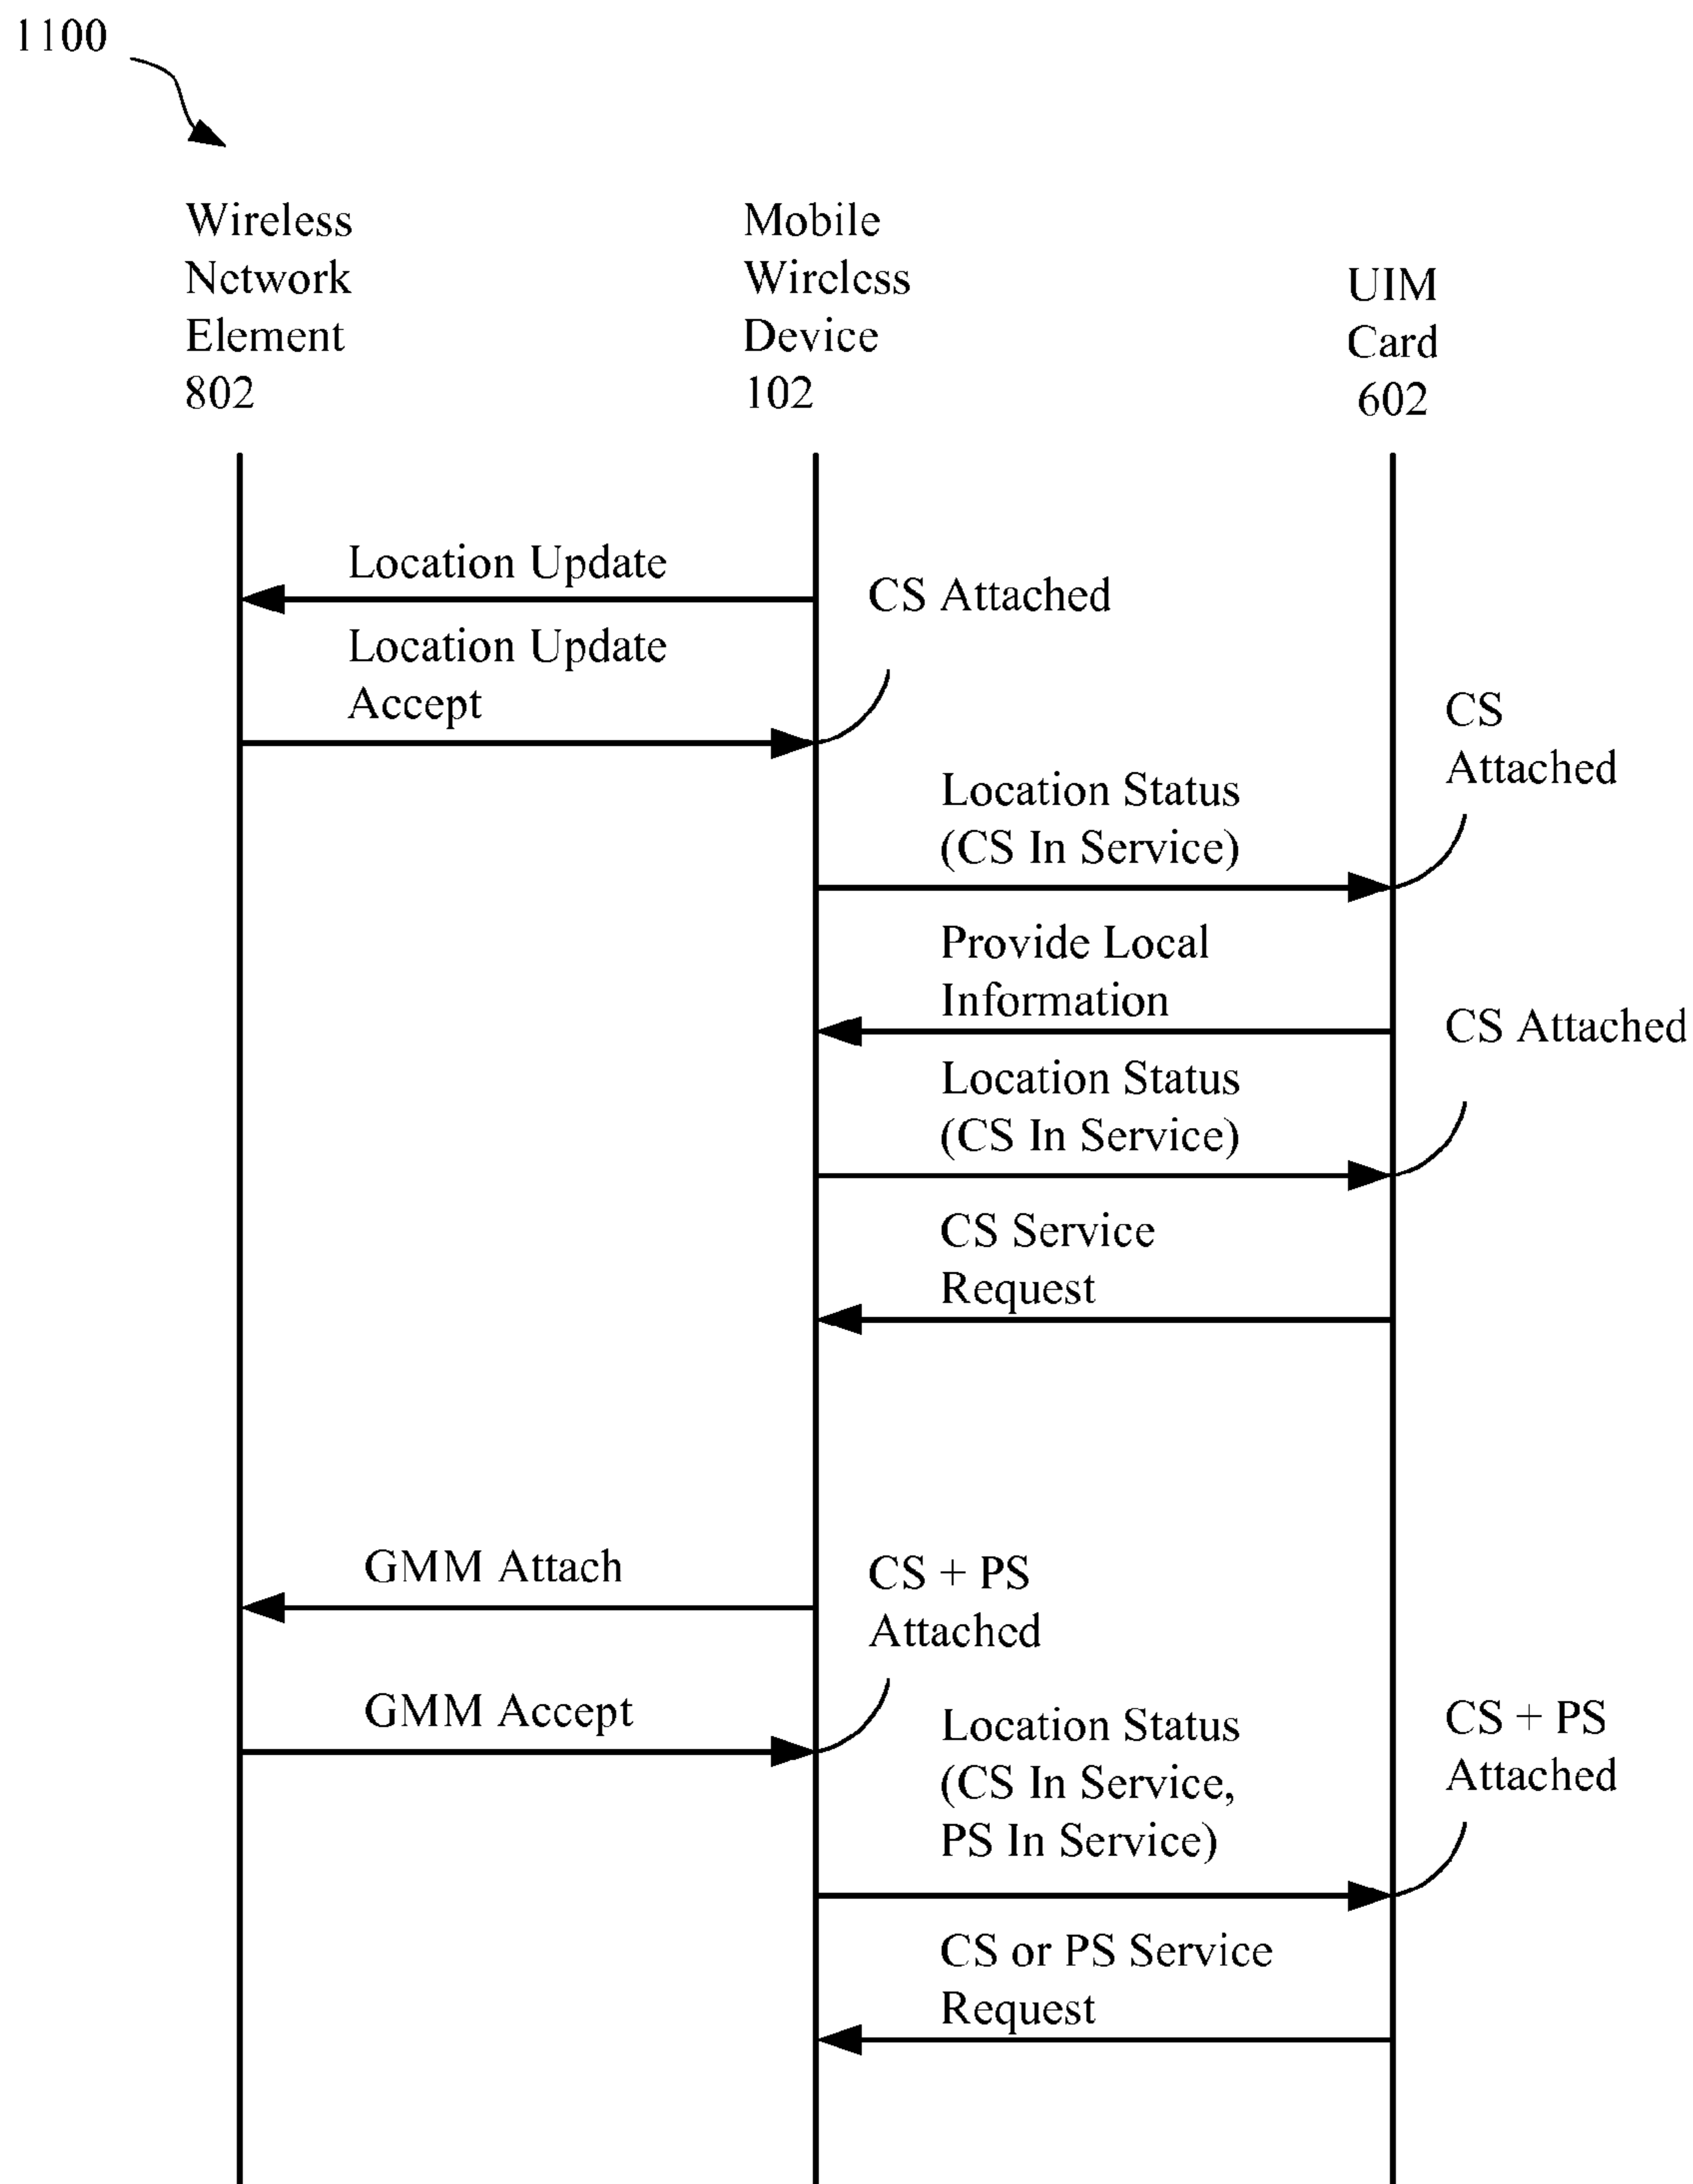 1100
Wireless
Network
Element
802
Mobile
Wireless
Device
102
UIM
Card
602
Location Update
CS Attached
Location Update
Accept
CS
Attached
Location Status
(CS In Service)
Provide Local
Information
CS Attached
Location Status
(CS In Service)
CS Service
Request
GMM Attach
CS + PS
Attached
GMM Accept
Location Status
(CS In Service,
PS In Service)
CS + PS
Attached
CS or PS Service
Request